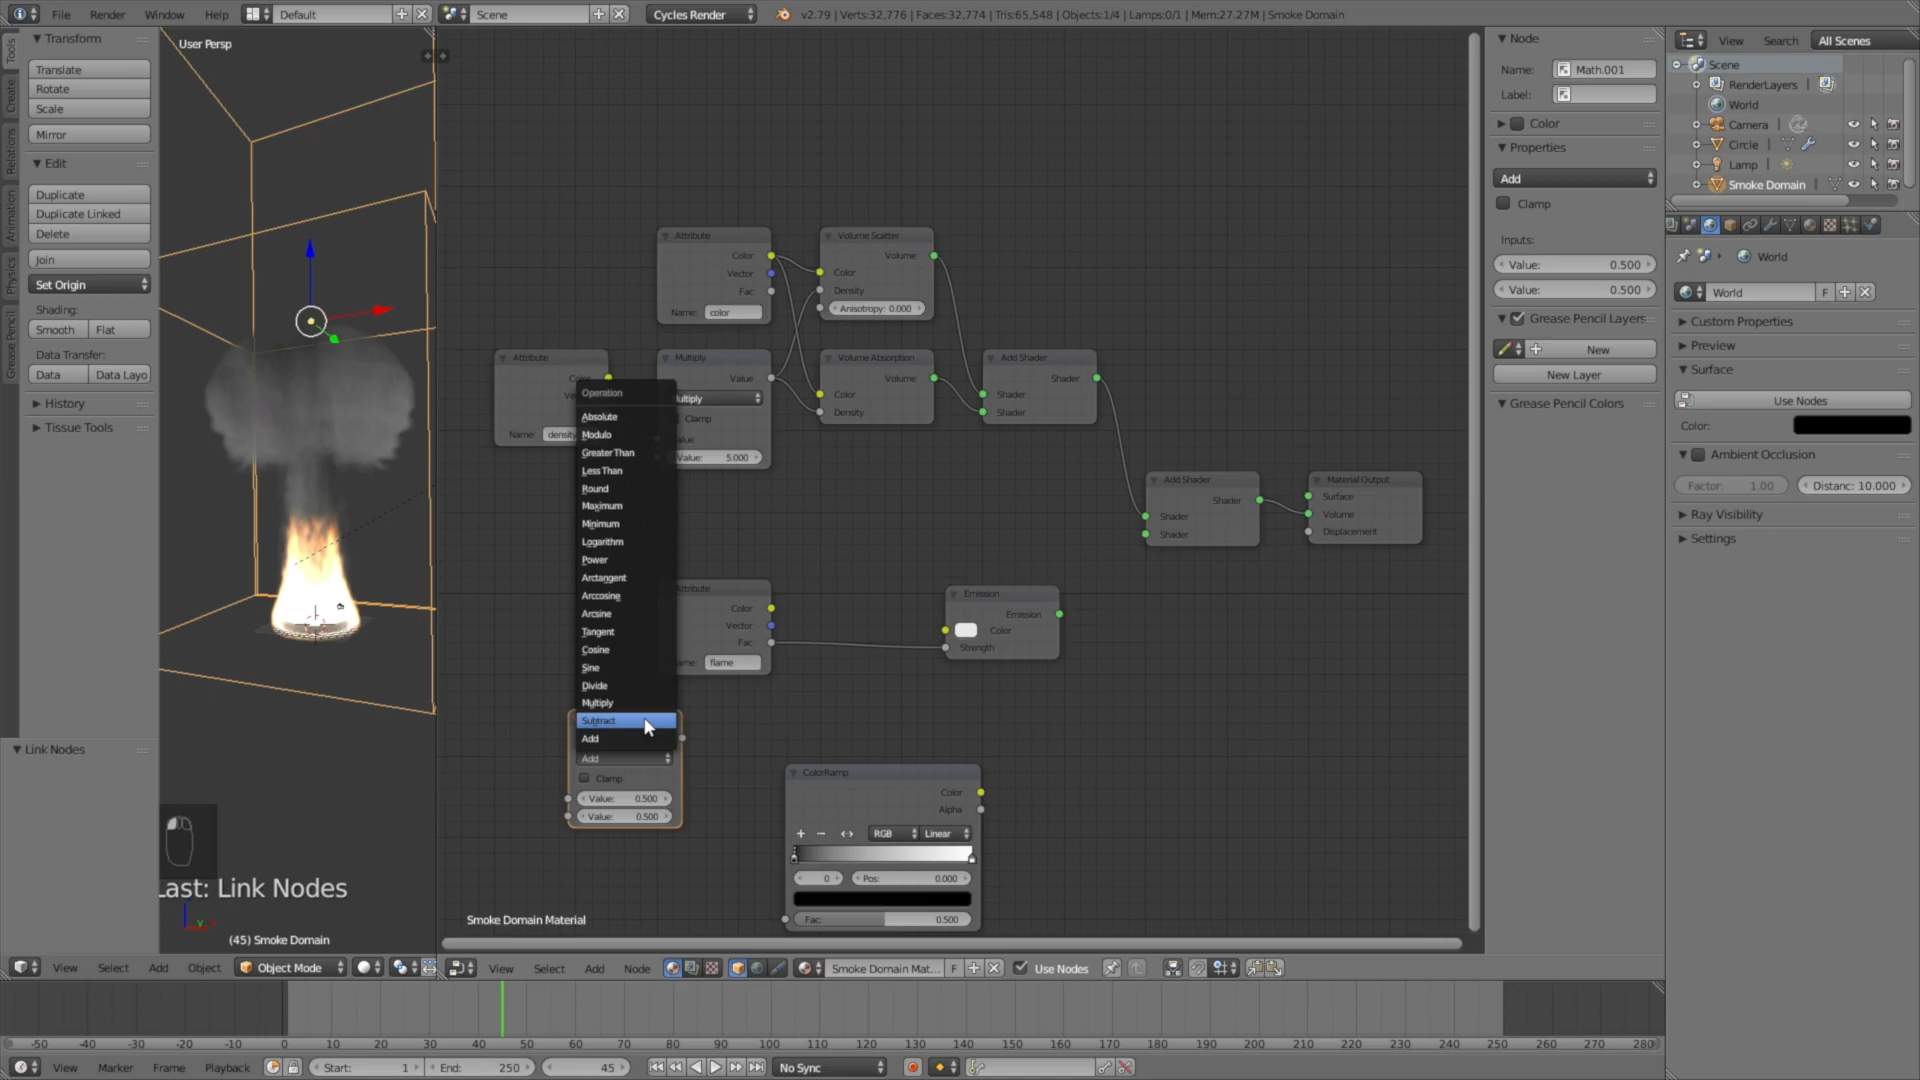 File Render Window Help Default Scene Cycles Render v2.79 | Verts:32,776 | Faces:32,774 | Tris:65,548 | Objects:1/4 | Lamps:0/1 | Mem:27.27M | Smoke Domain
Tools
Create
Relations
Animation
Physics
Grease Pencil
Transform
Translate
Rotate
Scale
Mirror
Edit
Duplicate
Duplicate Linked
Delete
Join
Set Origin
Shading:
Smooth Flat
Data Transfer:
Data Data Layo
History
Tissue Tools
Link Nodes
User Persp
Last: Link Nodes
(45) Smoke Domain
View Select Add Object Object Mode
Attribute
Color
Vector
Fac
Name: color
Volume Scatter
Volume
Color
Density
Anisotropy: 0.000
Attribute
Name: density
Multiply
Value
Clamp
Value: 5.000
Volume Absorption
Volume
Color
Density
Add Shader
Shader
Shader
Shader
Add Shader
Shader
Shader
Shader
Material Output
Surface
Volume
Displacement
Operation
Absolute
Modulo
Greater Than
Less Than
Round
Maximum
Minimum
Logarithm
Power
Arctangent
Arccosine
Arcsine
Tangent
Cosine
Sine
Divide
Multiply
Subtract
Add
Add
Clamp
Value: 0.500
Value: 0.500
Attribute
Color
Vector
Fac
flame
Emission
Emission
Color
Strength
ColorRamp
Color
Alpha
RGB Linear
0 Pos: 0.000
Fac: 0.500
Smoke Domain Material
View Select Add Node Smoke Domain Mat... F Use Nodes
Node
Name: Math.001
Label:
Color
Properties
Add
Clamp
Inputs:
Value: 0.500
Value: 0.500
Grease Pencil Layers
New
New Layer
Grease Pencil Colors
View Search All Scenes
Scene
RenderLayers
World
Camera
Circle
Lamp
Smoke Domain
World
World F
Custom Properties
Preview
Surface
Use Nodes
Color:
Ambient Occlusion
Factor: 1.00 Distanc: 10.000
Ray Visibility
Settings
-50 -40 -30 -20 -10 0 10 20 30 40 50 60 70 80 90 100 110 120 130 140 150 160 170 180 190 200 210 220 230 240 250 260 270 280
View Marker Frame Playback Start: 1 End: 250 45 No Sync